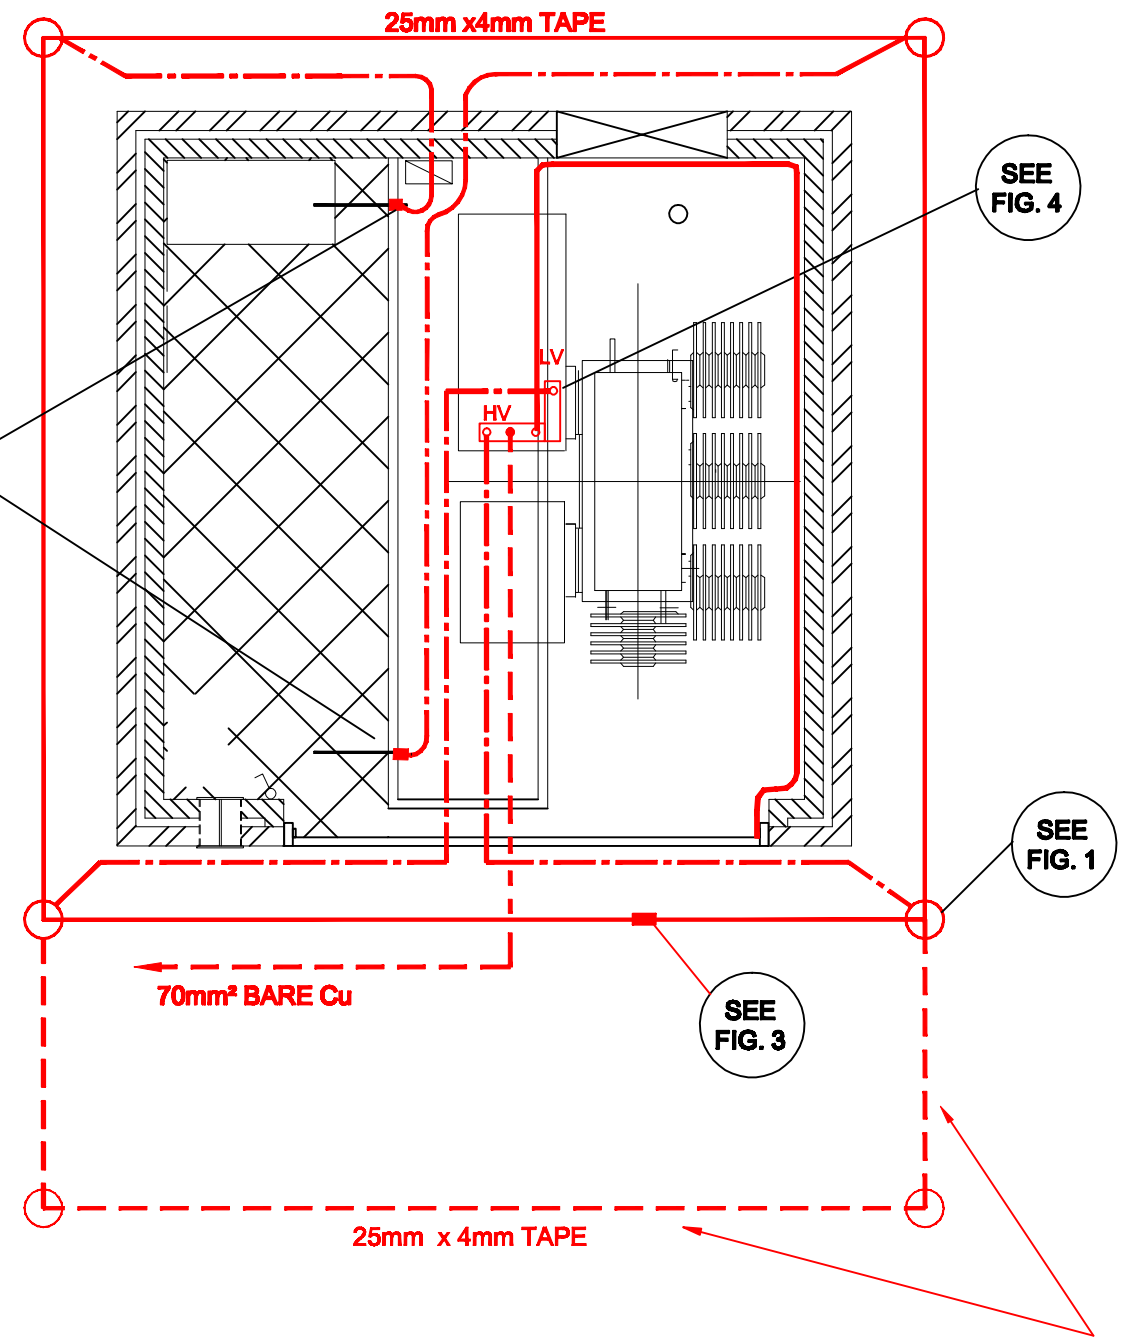 25mm x4mm TAPE
SEE
FIG. 4
LV
HV
SEE
FIG. 1
70mm² BARE Cu
SEE
FIG. 3
25mm x 4mm TAPE